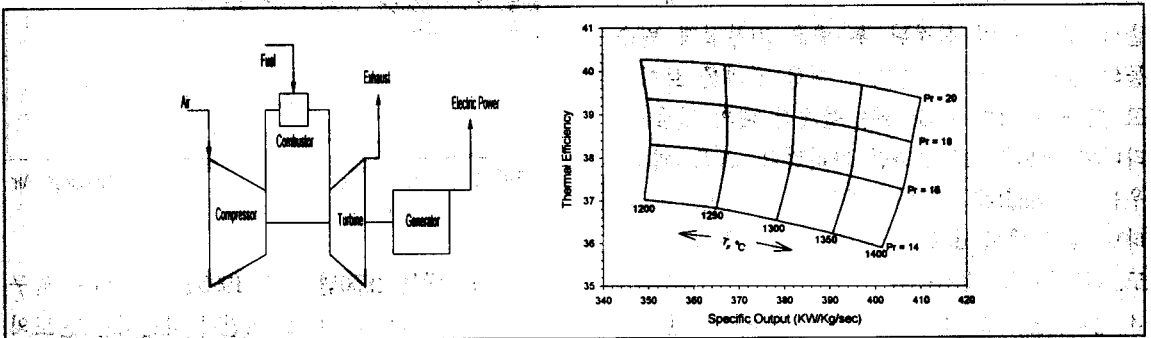 Fuel
Air
Exhaust
Electric Power
Combustor
Compressor
Turbine
Generator
Thermal Efficiency
41
40
39
38
37
36
35
Pr = 20
Pr = 18
Pr = 16
Pr = 14
1200
1250
1300
1350
1400
T, °C
340
350
360
370
380
390
400
410
420
Specific Output (KW/Kg/sec)